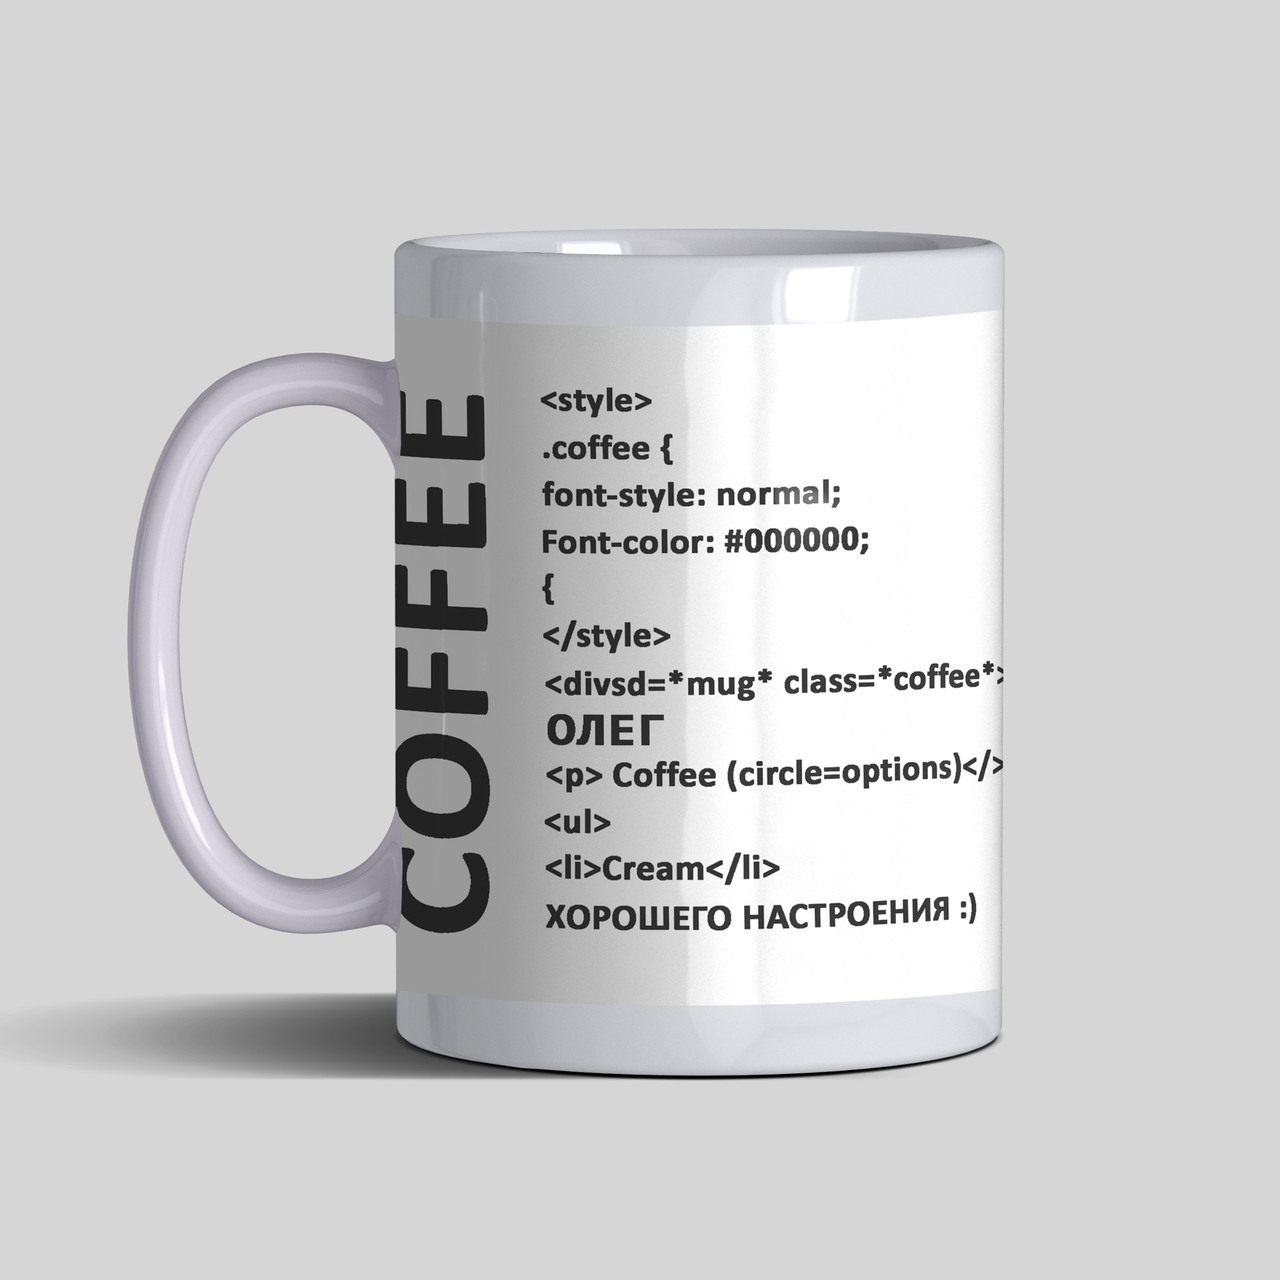 COFFEE
<style>
.coffee {
font-style: normal;
Font-color: #000000;
{
</style>
<divsd=*mug* class=*coffee*>
ОЛЕГ
<p> Coffee (circle=options)</>
<ul>
<li>Cream</li>
ХОРОШЕГО НАСТРОЕНИЯ :)